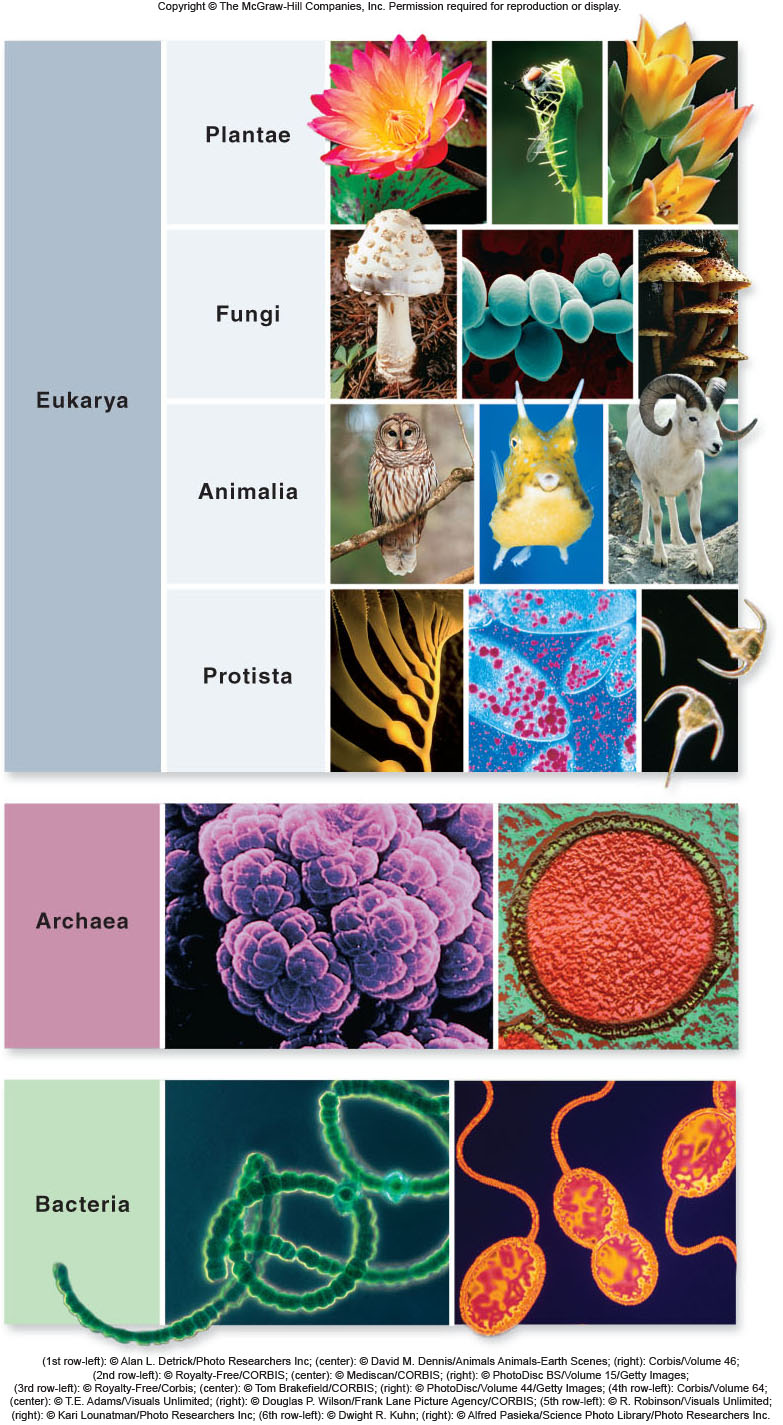 Copyright © The McGraw-Hill Companies, Inc. Permission required for reproduction or display.
Plantae
Fungi
Eukarya
Animalia
Protista
Archaea
Bacteria
(1st row-left): © Alan L. Detrick/Photo Researchers Inc; (center): © David M. Dennis/Animals Animals-Earth Scenes; (right): Corbis/Volume 46;
(2nd row-left): © Royalty-Free/CORBIS; (center): © Mediscan/CORBIS; (right): © PhotoDisc BS/Volume 15/Getty Images;
(3rd row-left): © Royalty-Free/Corbis; (center): © Tom Brakefield/CORBIS; (right): © PhotoDisc/Volume 44/Getty Images; (4th row-left): Corbis/Volume 64;
(center): © T.E. Adams/Visuals Unlimited; (right): © Douglas P. Wilson/Frank Lane Picture Agency/CORBIS; (5th row-left): © R. Robinson/Visuals Unlimited;
(right): © Kari Lounatman/Photo Researchers Inc; (6th row-left): © Dwight R. Kuhn; (right): © Alfred Pasieka/Science Photo Library/Photo Researchers Inc